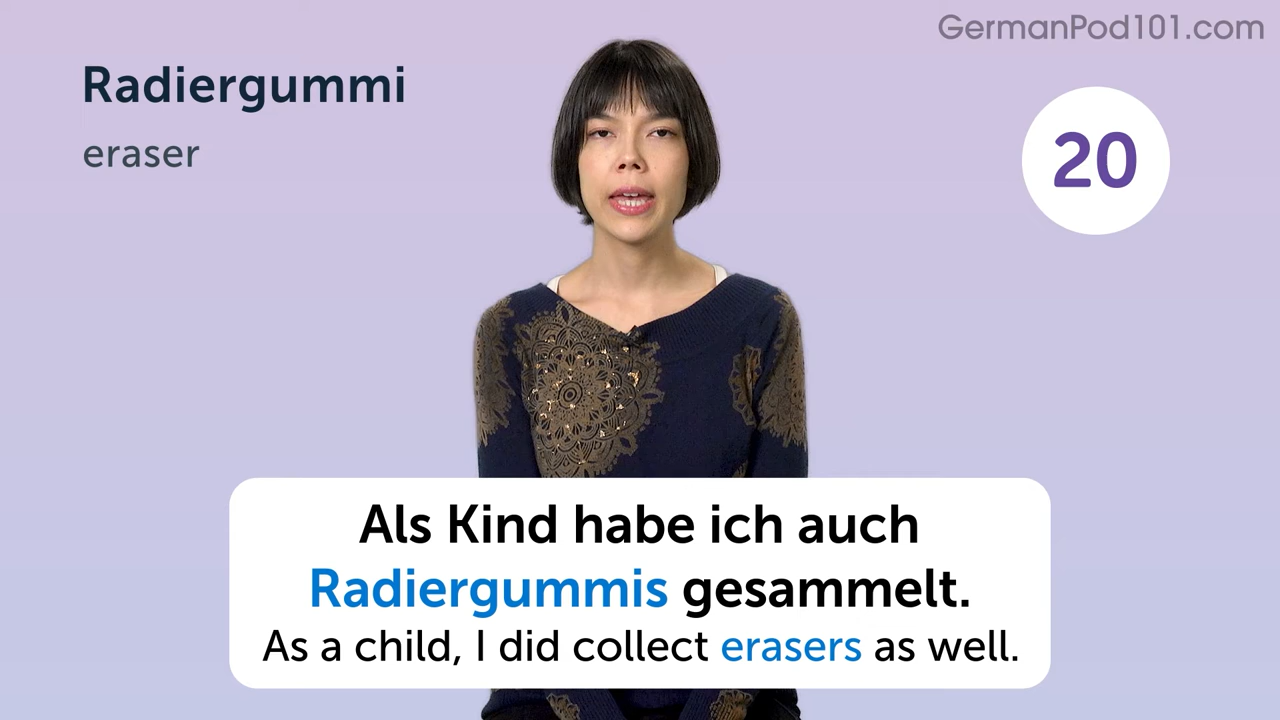 GermanPod101.com
Radiergummi
eraser
20
Als Kind habe ich auch
Radiergummis gesammelt.
As a child, I did collect erasers as well.